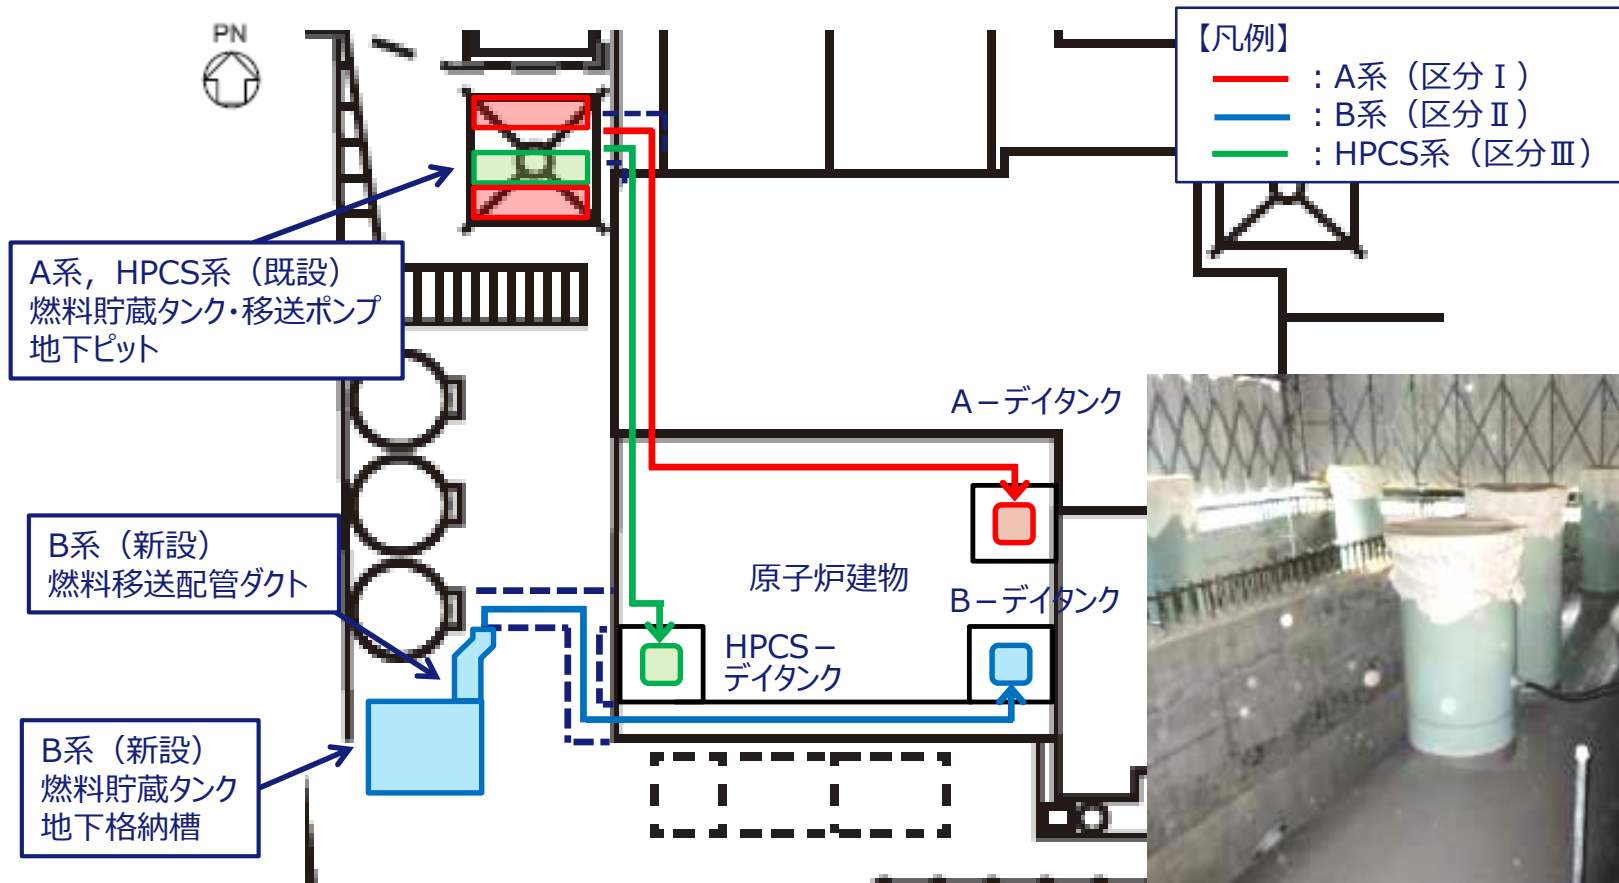 PN
【凡例】
：A系（区分Ⅰ）
：B系（区分Ⅱ）
：HPCS系（区分Ⅲ）
A系，HPCS系（既設）
燃料貯蔵タンク・移送ポンプ
地下ピット
A－デイタンク
B系（新設）
燃料移送配管ダクト
原子炉建物
B－デイタンク
HPCS－
デイタンク
B系（新設）
燃料貯蔵タンク
地下格納槽